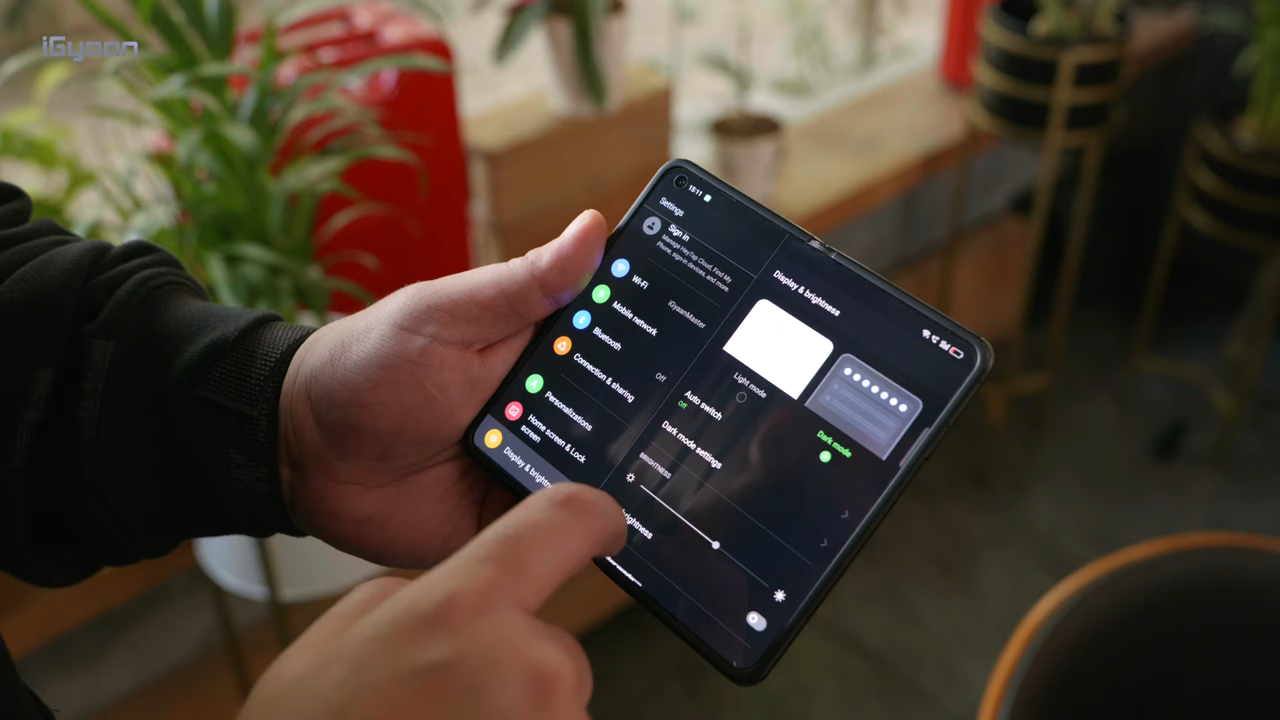 iGyaan
15:11
Settings
Sign in
Manage HeyTap Cloud, Find My
Phone, sign-in devices, and more.
Wi-Fi
iGyaanMaster
Mobile network
Bluetooth
Off
Connection & sharing
Personalizations
Home screen & Lock
screen
Display & brightn
Display & brightness
Light mode
Dark mode
Auto switch
Off
Dark mode settings
BRIGHTNESS
brightness